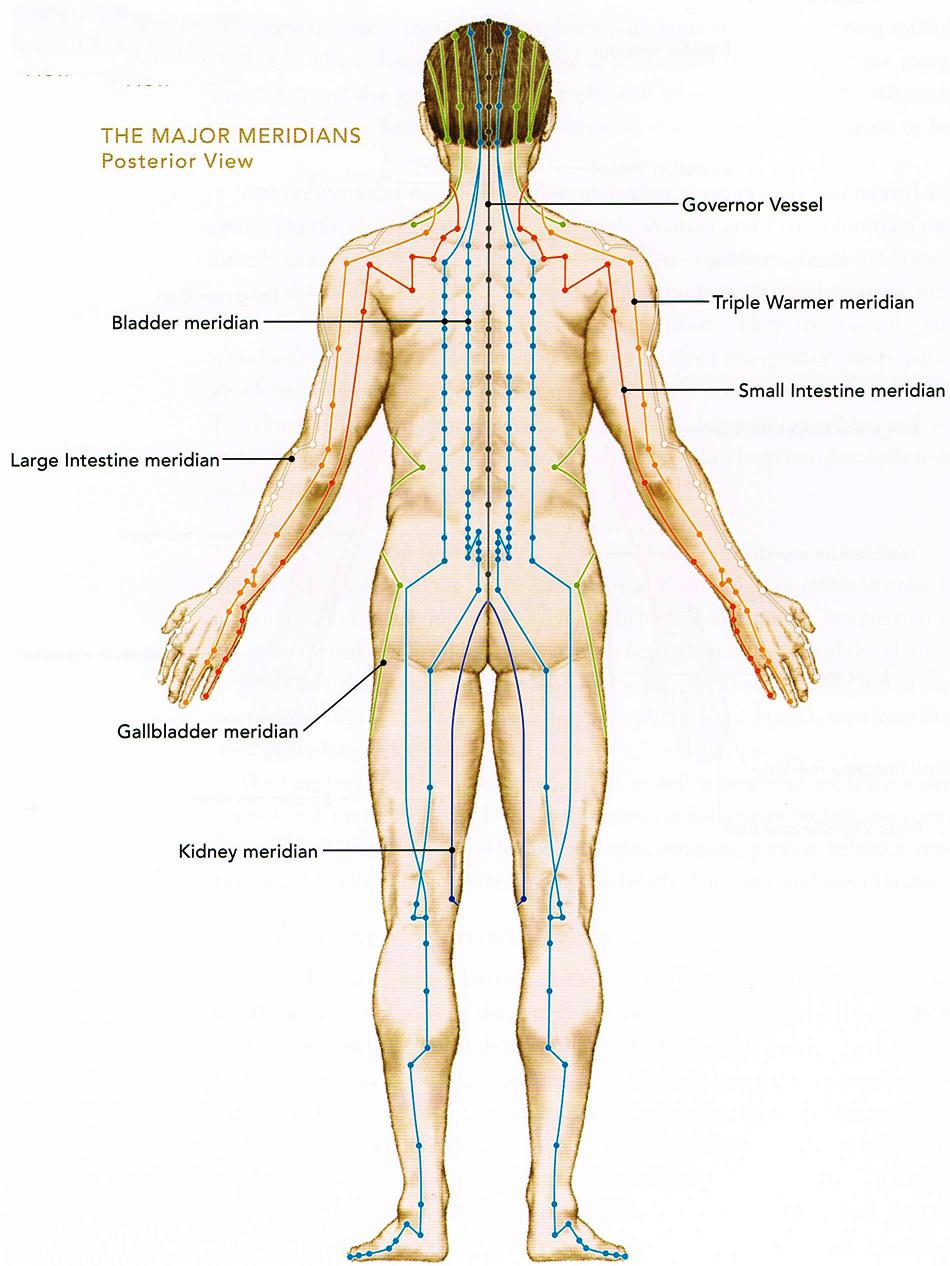 THE MAJOR MERIDIANS
Posterior View
Governor Vessel
Triple Warmer meridian
Bladder meridian
Small Intestine meridian
Large Intestine meridian
Gallbladder meridian
Kidney meridian